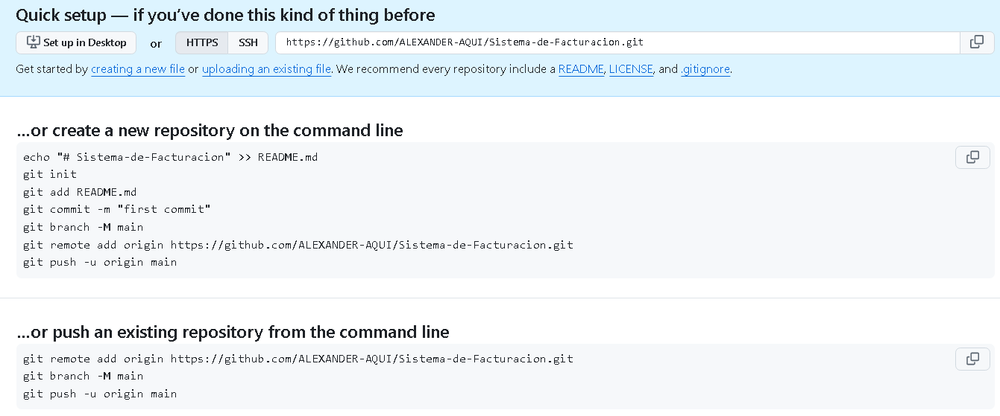 Quick setup — if you've done this kind of thing before
Set up in Desktop or HTTPS SSH https://github.com/ALEXANDER-AQUI/Sistema-de-Facturacion.git
Get started by creating a new file or uploading an existing file. We recommend every repository include a README, LICENSE, and .gitignore.
...or create a new repository on the command line
echo "# Sistema-de-Facturacion" >> README.md
git init
git add README.md
git commit -m "first commit"
git branch -M main
git remote add origin https://github.com/ALEXANDER-AQUI/Sistema-de-Facturacion.git
git push -u origin main
...or push an existing repository from the command line
git remote add origin https://github.com/ALEXANDER-AQUI/Sistema-de-Facturacion.git
git branch -M main
git push -u origin main